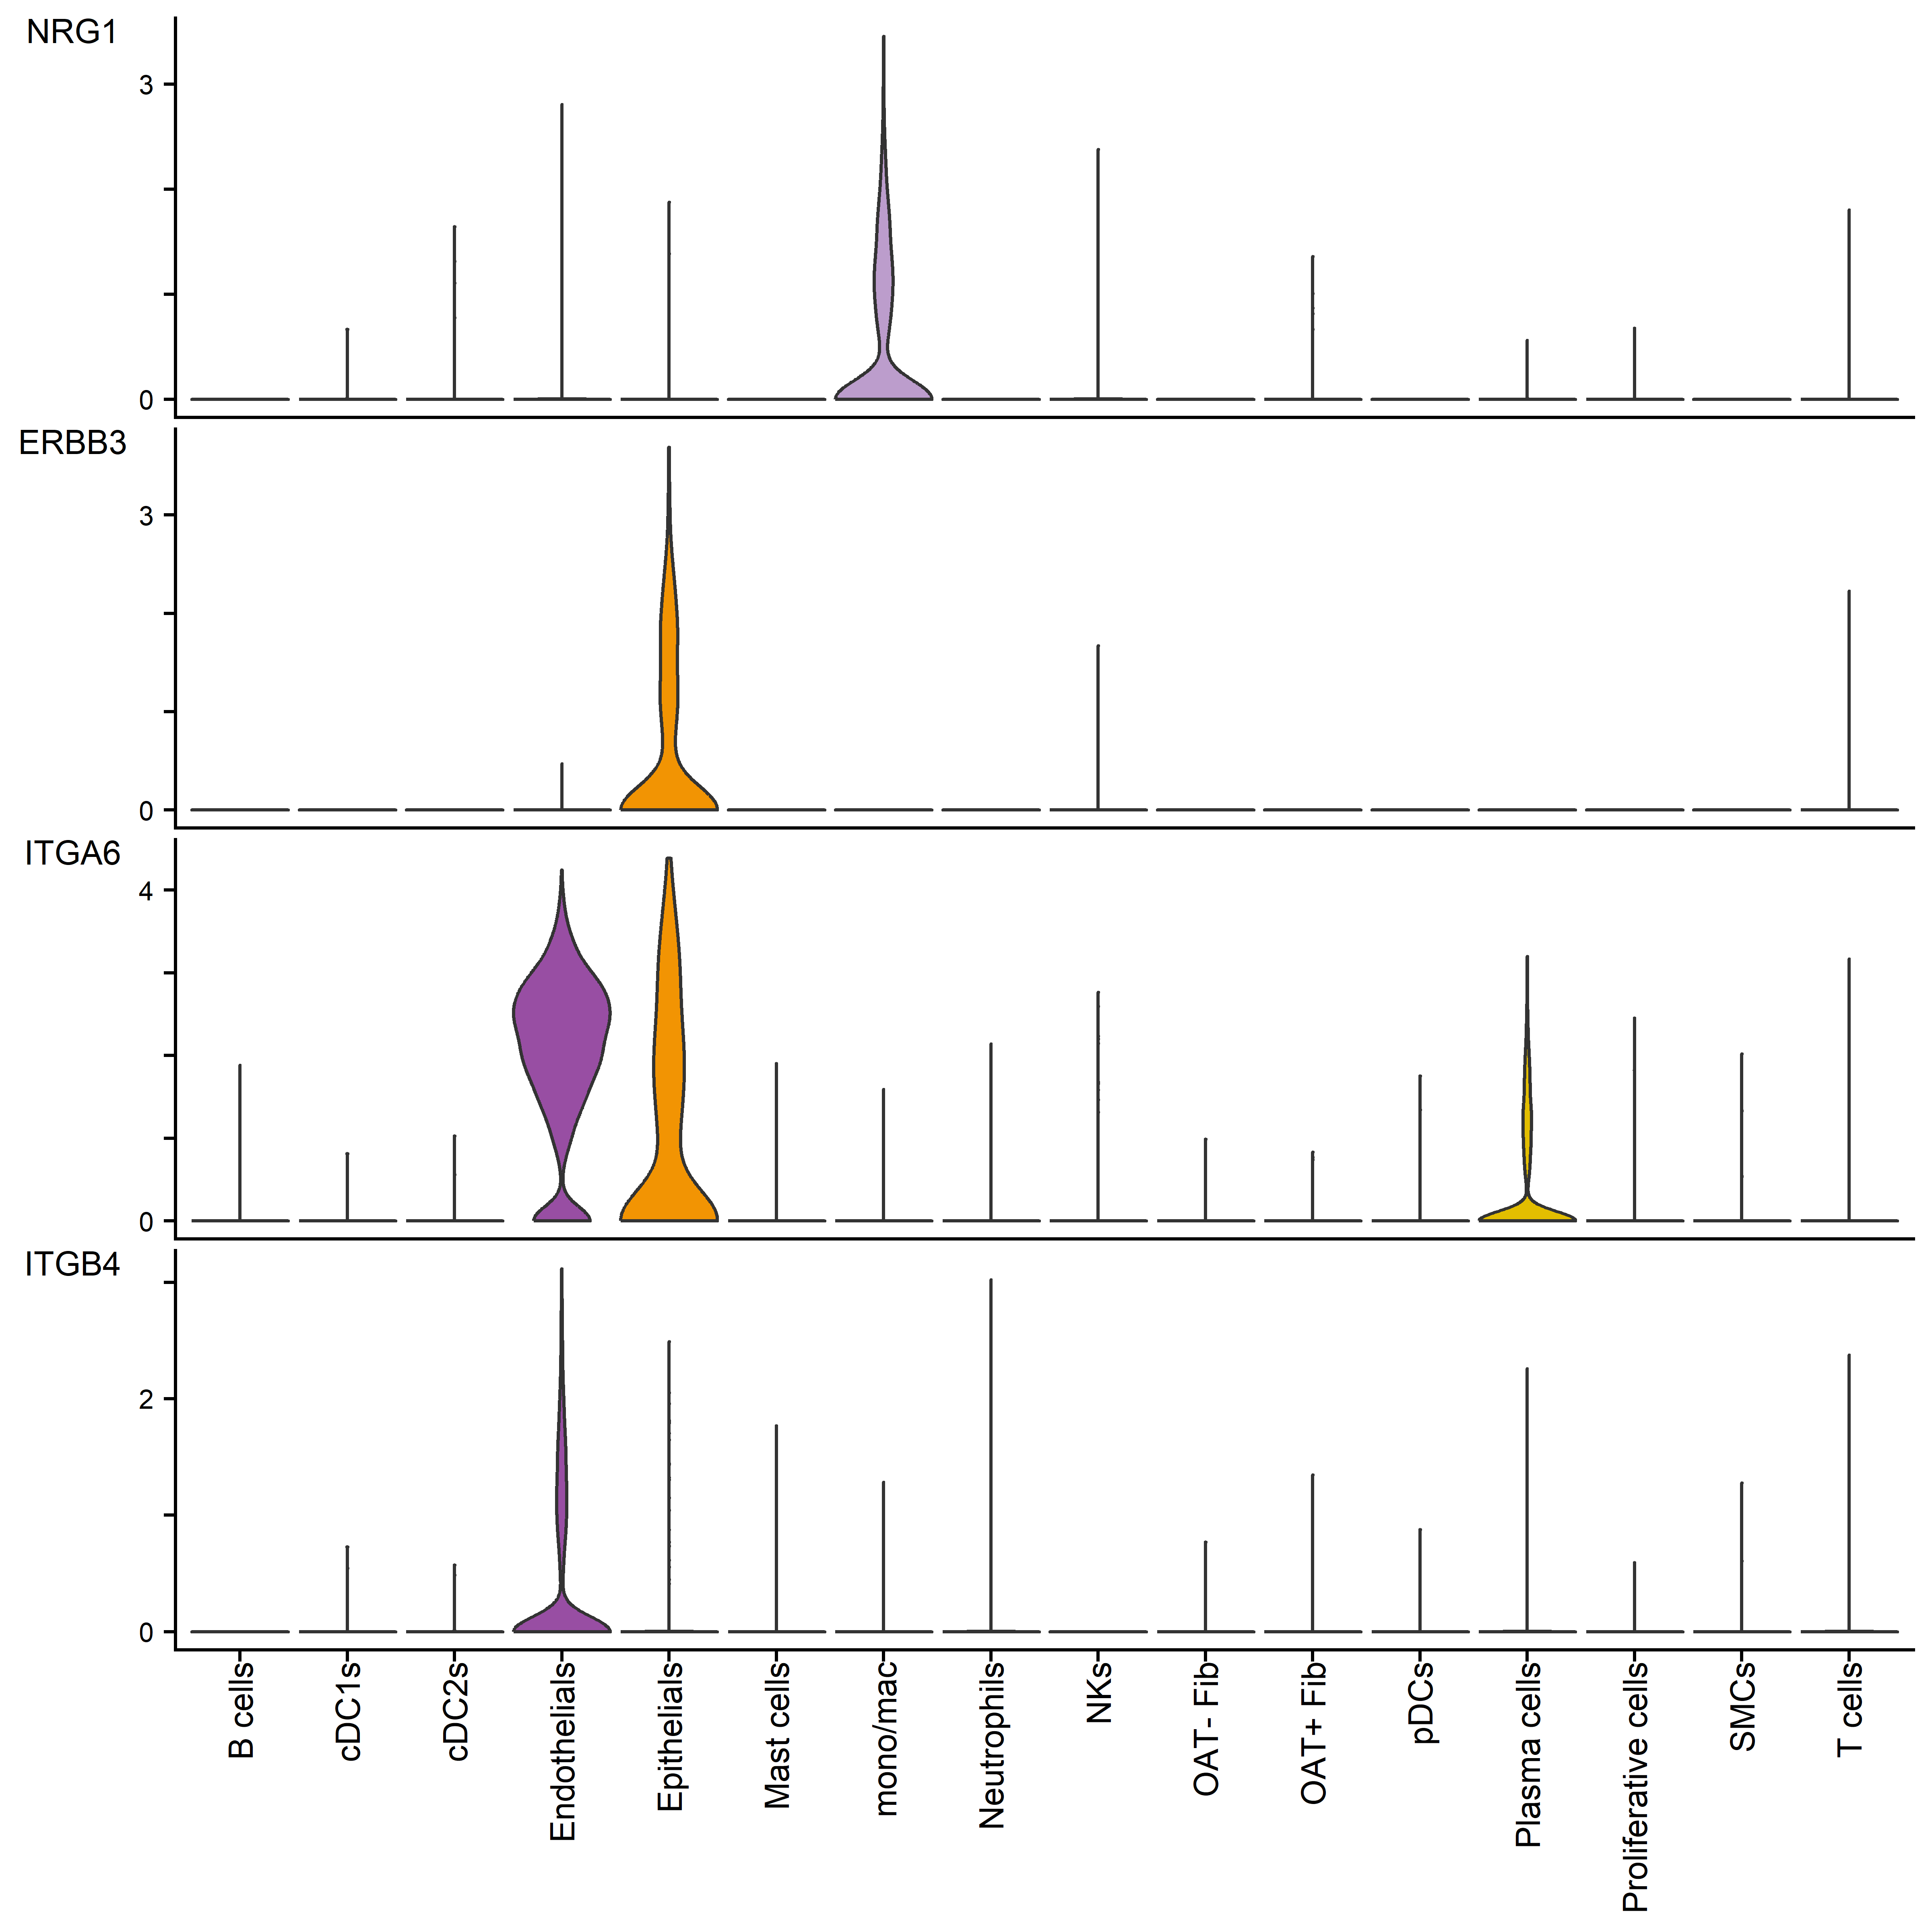 NRG1
3
0
ERBB3
3
0
ITGA6
4
0
ITGB4
2
0
B cells
cDC1s
cDC2s
Endothelials
Epithelials
Mast cells
mono/mac
Neutrophils
NKs
OAT- Fib
OAT+ Fib
pDCs
Plasma cells
Proliferative cells
SMCs
T cells